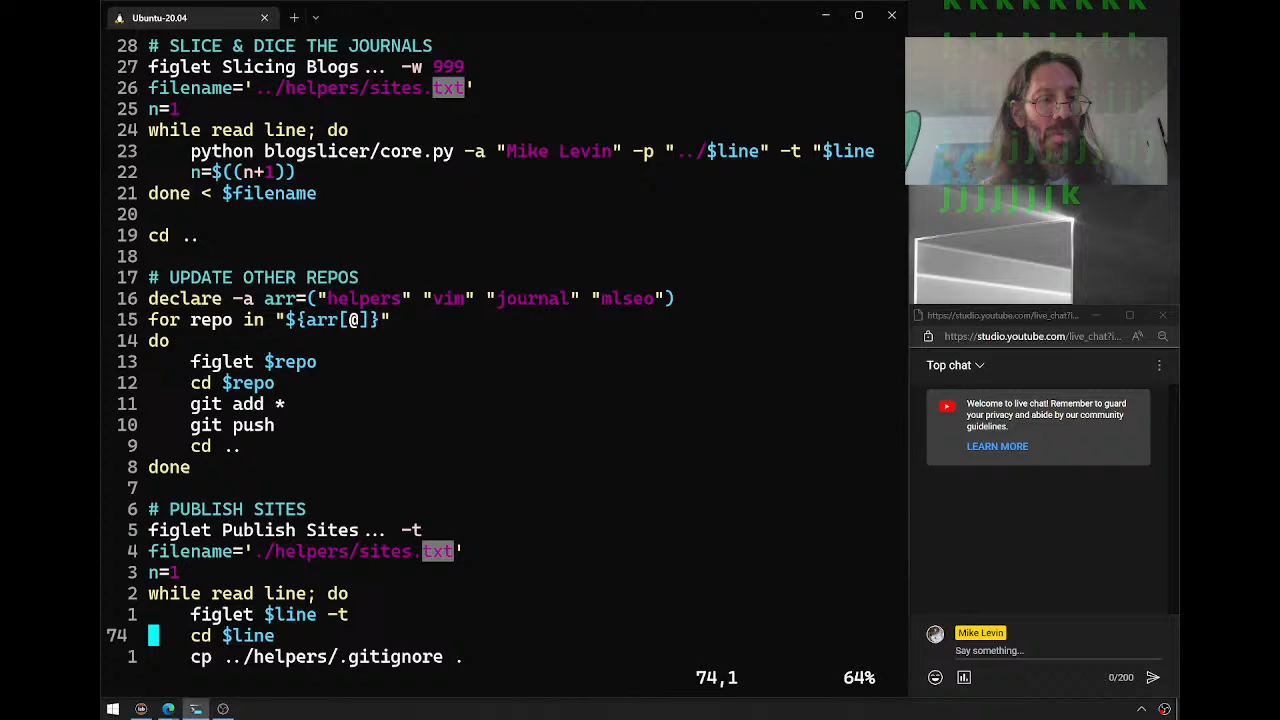 Ubuntu-20.04
28 # SLICE & DICE THE JOURNALS
27 figlet Slicing Blogs... -w 999
26 filename='../helpers/sites.txt'
25 n=1
24 while read line; do
23 python blogslicer/core.py -a "Mike Levin" -p "../$line" -t "$line
22 n=$((n+1))
21 done < $filename
20
19 cd ..
18
17 # UPDATE OTHER REPOS
16 declare -a arr=("helpers" "vim" "journal" "mlseo")
15 for repo in "${arr[@]}"
14 do
13 figlet $repo
12 cd $repo
11 git add *
10 git push
9 cd ..
8 done
7
6 # PUBLISH SITES
5 figlet Publish Sites... -t
4 filename='./helpers/sites.txt'
3 n=1
2 while read line; do
1 figlet $line -t
74 cd $line
1 cp ../helpers/.gitignore .
74,1 64%
k k k k k k k k k
j j j j j j j k
https://studio.youtube.com/live_chat?i...
https://studio.youtube.com/live_chat?i...
Top chat
Welcome to live chat! Remember to guard
your privacy and abide by our community
guidelines.
LEARN MORE
Mike Levin
Say something...
0/200